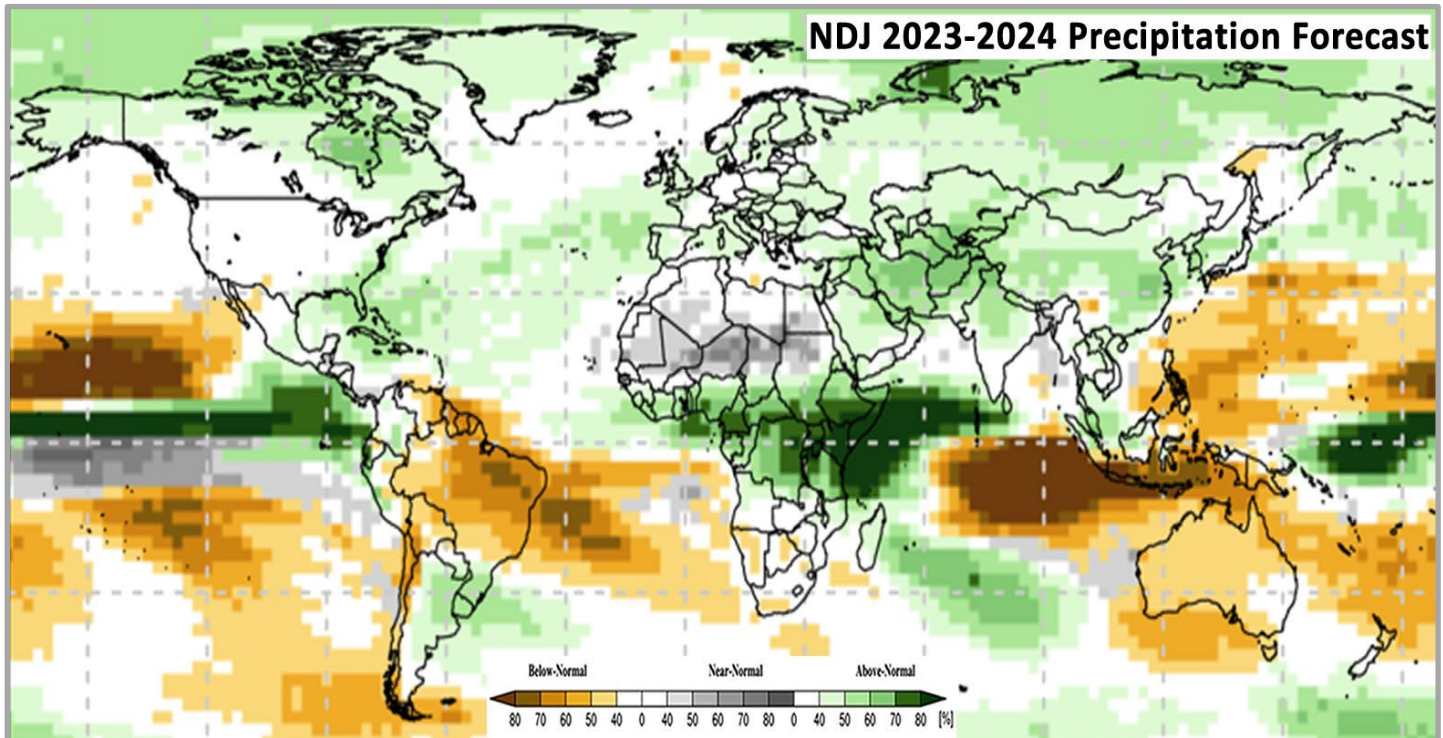 NDJ 2023-2024 Precipitation Forecast
Below-Normal Near-Normal Above-Normal
80 70 60 50 40 0 40 50 60 70 80 0 40 50 60 70 80 [%]